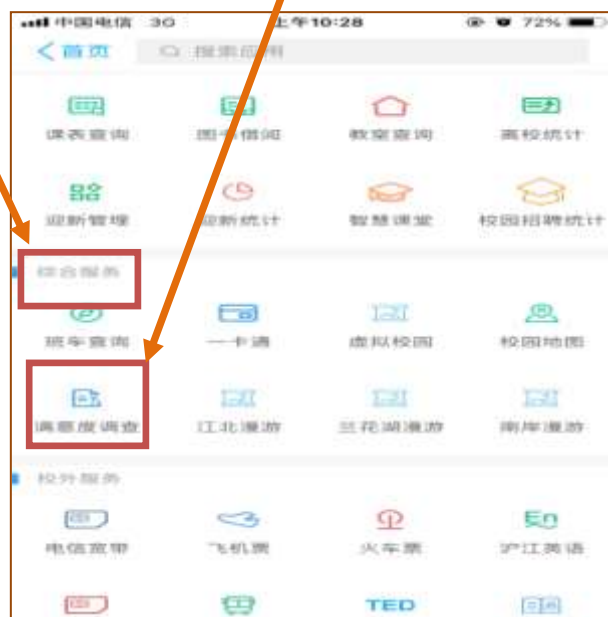 中国电信 3G 上午10:28 72%
首页 搜索应用
课表查询 图书借阅 教室查询 高校统计
迎新管理 迎新统计 智慧课堂 校园招聘统计
综合服务
班车查询 一卡通 虚拟校园 校园地图
满意度调查 江北漫游 兰花湖漫游 南岸漫游
校外服务
电信宽带 飞机票 火车票 沪江英语
En
TED